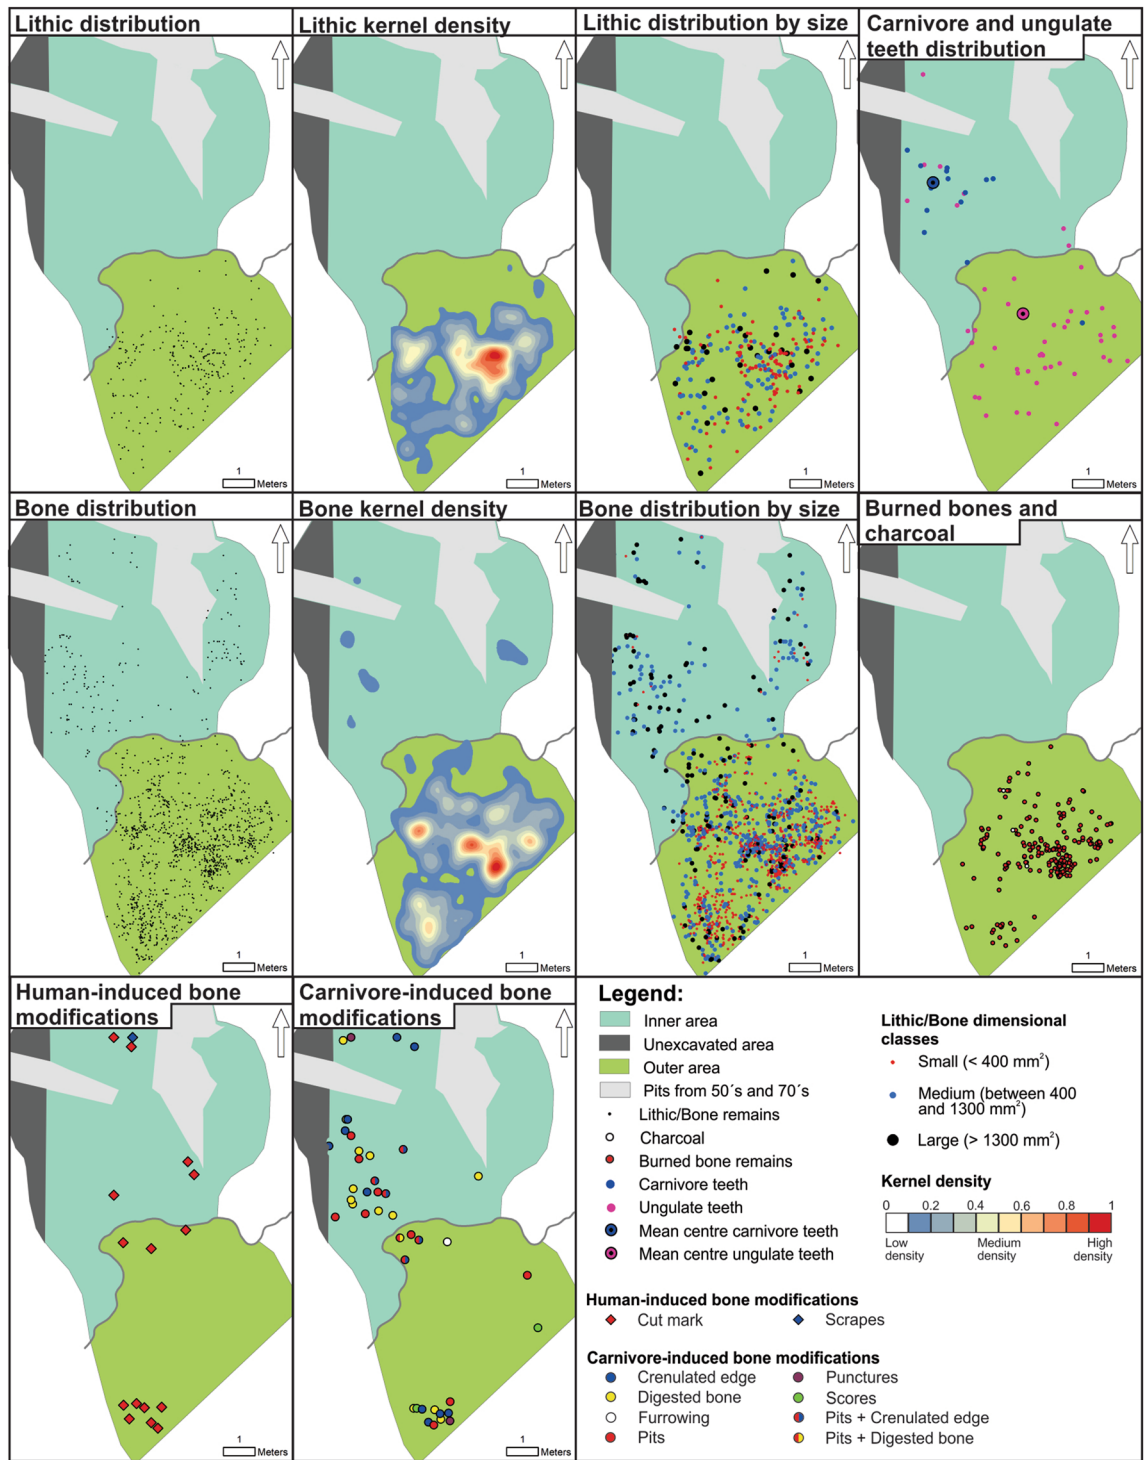 Lithic distribution
Lithic kernel density
Lithic distribution by size
Carnivore and ungulate
teeth distribution
1
Meters
1
Meters
1
Meters
1
Meters
Bone distribution
Bone kernel density
Bone distribution by size
Burned bones and
charcoal
1
Meters
1
Meters
1
Meters
1
Meters
Human-induced bone
modifications
Carnivore-induced bone
modifications
1
Meters
1
Meters
Legend:
Inner area
Unexcavated area
Outer area
Pits from 50´s and 70´s
Lithic/Bone remains
Charcoal
Burned bone remains
Carnivore teeth
Ungulate teeth
Mean centre carnivore teeth
Mean centre ungulate teeth
Lithic/Bone dimensional
classes
Small (< 400 mm²)
Medium (between 400
and 1300 mm²)
Large (> 1300 mm²)
Kernel density
0 0.2 0.4 0.6 0.8 1
Low
density
Medium
density
High
density
Human-induced bone modifications
Cut mark
Scrapes
Carnivore-induced bone modifications
Crenulated edge
Punctures
Digested bone
Scores
Furrowing
Pits + Crenulated edge
Pits
Pits + Digested bone